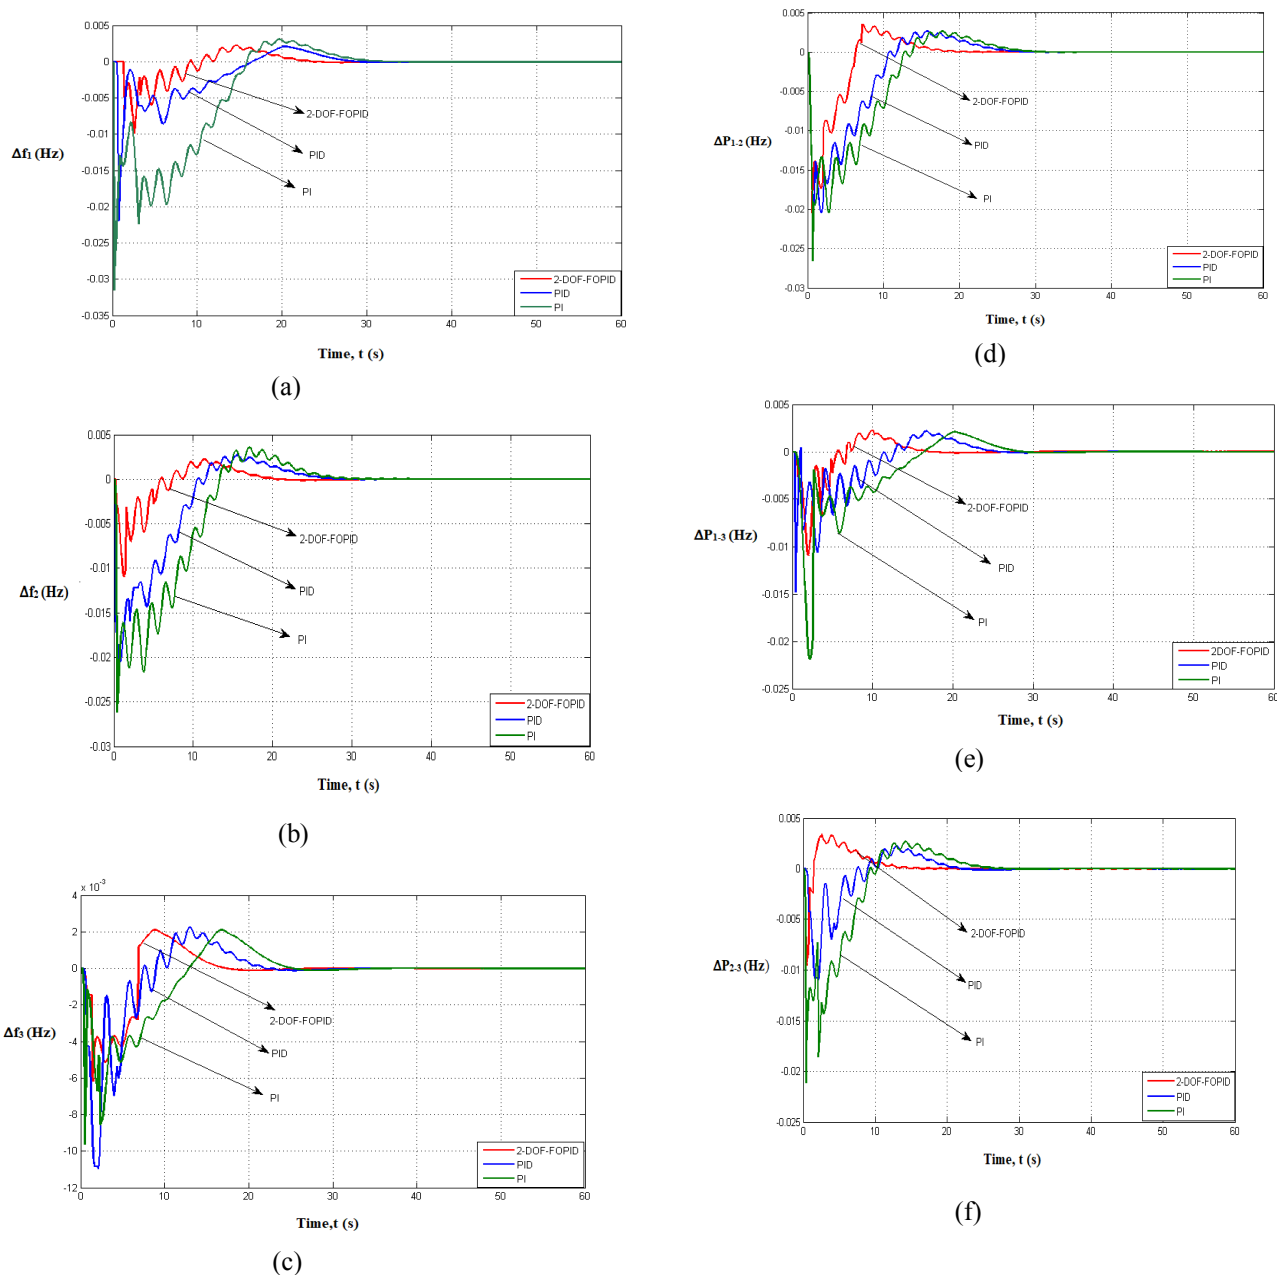 0.005
0
-0.005
-0.01
-0.015
-0.02
-0.025
-0.03
-0.035
Δf1 (Hz)
2-DOF-FOPID
PID
PI
2-DOF-FOPID
PID
PI
0 10 20 30 40 50 60
Time, t (s)
(a)
0.005
0
-0.005
-0.01
-0.015
-0.02
-0.025
-0.03
Δf2 (Hz)
2-DOF-FOPID
PID
PI
2-DOF-FOPID
PID
PI
0 10 20 30 40 50 60
Time, t (s)
(b)
4 x 10^-3
2
0
-2
-4
-6
-8
-10
-12
Δf3 (Hz)
2-DOF-FOPID
PID
PI
2-DOF-FOPID
PID
PI
0 10 20 30 40 50 60
Time,t (s)
(c)
0.005
0
-0.005
-0.01
-0.015
-0.02
-0.025
-0.03
ΔP1-2 (Hz)
2-DOF-FOPID
PID
PI
2-DOF-FOPID
PID
PI
0 10 20 30 40 50 60
Time, t (s)
(d)
0.005
0
-0.005
-0.01
-0.015
-0.02
-0.025
ΔP1-3 (Hz)
2-DOF-FOPID
PID
PI
2DOF-FOPID
PID
PI
0 10 20 30 40 50 60
Time, t (s)
(e)
0.005
0
-0.005
-0.01
-0.015
-0.02
-0.025
ΔP2-3 (Hz)
2-DOF-FOPID
PID
PI
2-DOF-FOPID
PID
PI
0 10 20 30 40 50 60
Time, t (s)
(f)